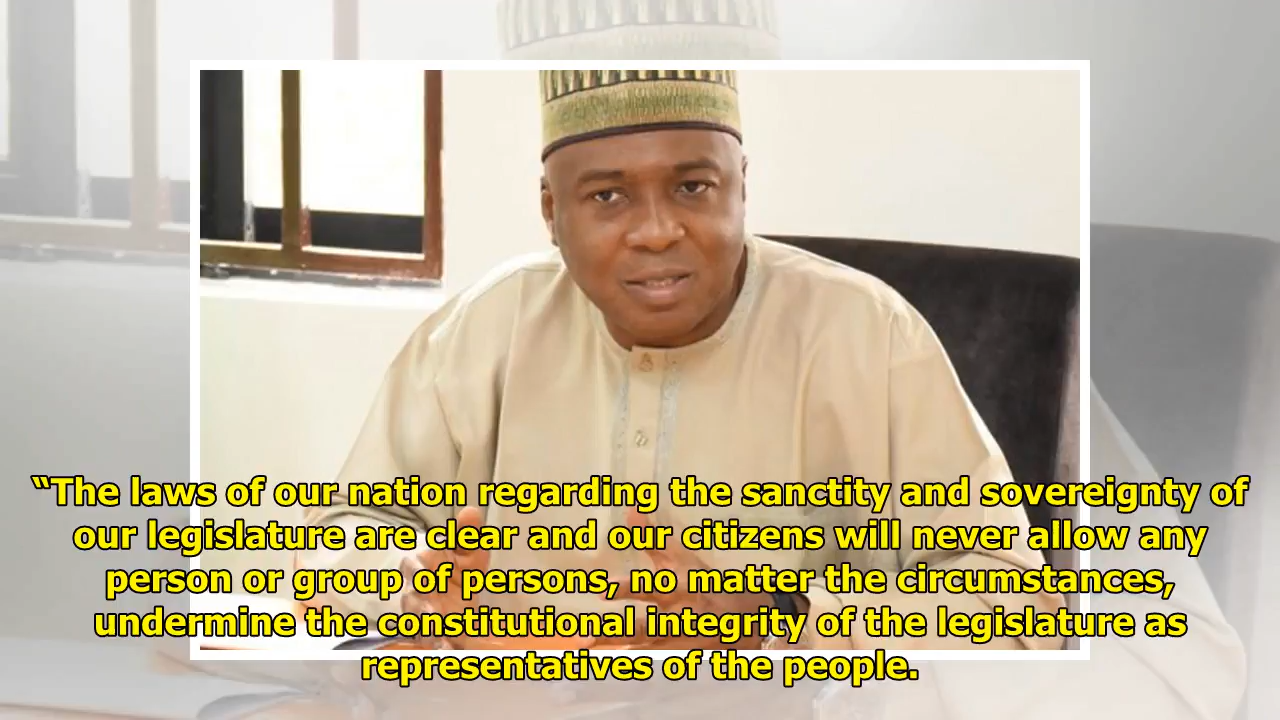 “The laws of our nation regarding the sanctity and sovereignty of
our legislature are clear and our citizens will never allow any
person or group of persons, no matter the circumstances,
undermine the constitutional integrity of the legislature as
representatives of the people.